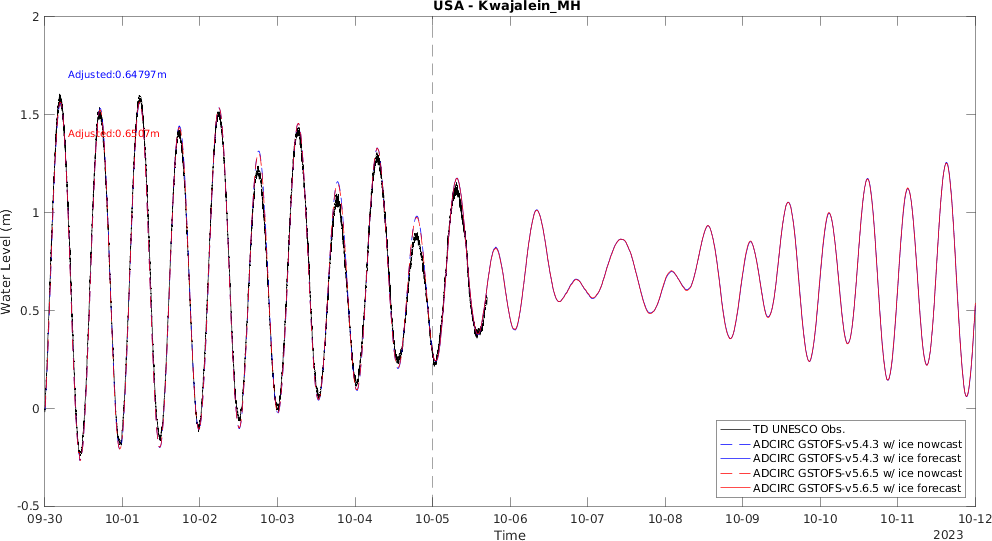 USA - Kwajalein_MH
2
1.5
1
0.5
0
-0.5
Water Level (m)
Adjusted:0.64797m
Adjusted:0.6507m
TD UNESCO Obs.
ADCIRC GSTOFS-v5.4.3 w/ ice nowcast
ADCIRC GSTOFS-v5.4.3 w/ ice forecast
ADCIRC GSTOFS-v5.6.5 w/ ice nowcast
ADCIRC GSTOFS-v5.6.5 w/ ice forecast
09-30 10-01 10-02 10-03 10-04 10-05 10-06 10-07 10-08 10-09 10-10 10-11 10-12
Time
2023